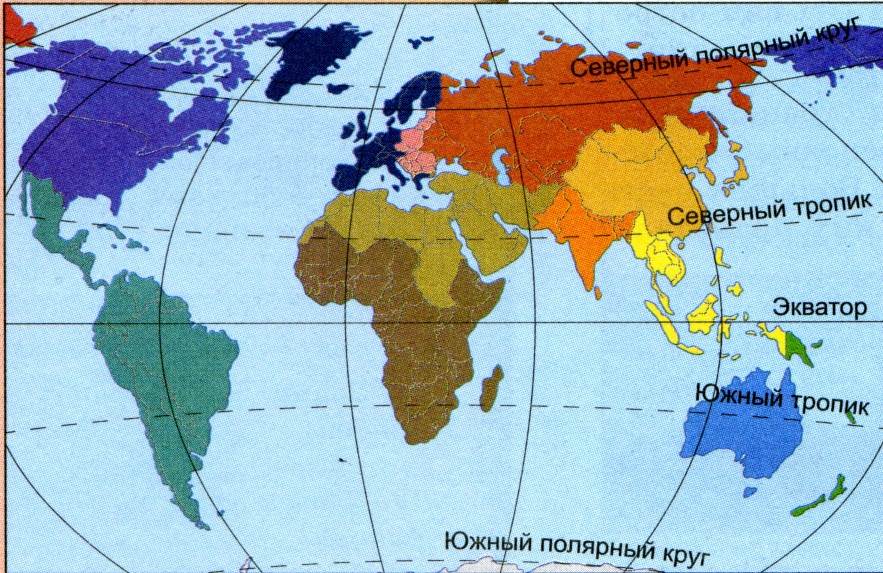 Северный полярный круг
Северный тропик
Экватор
Южный тропик
Южный полярный круг